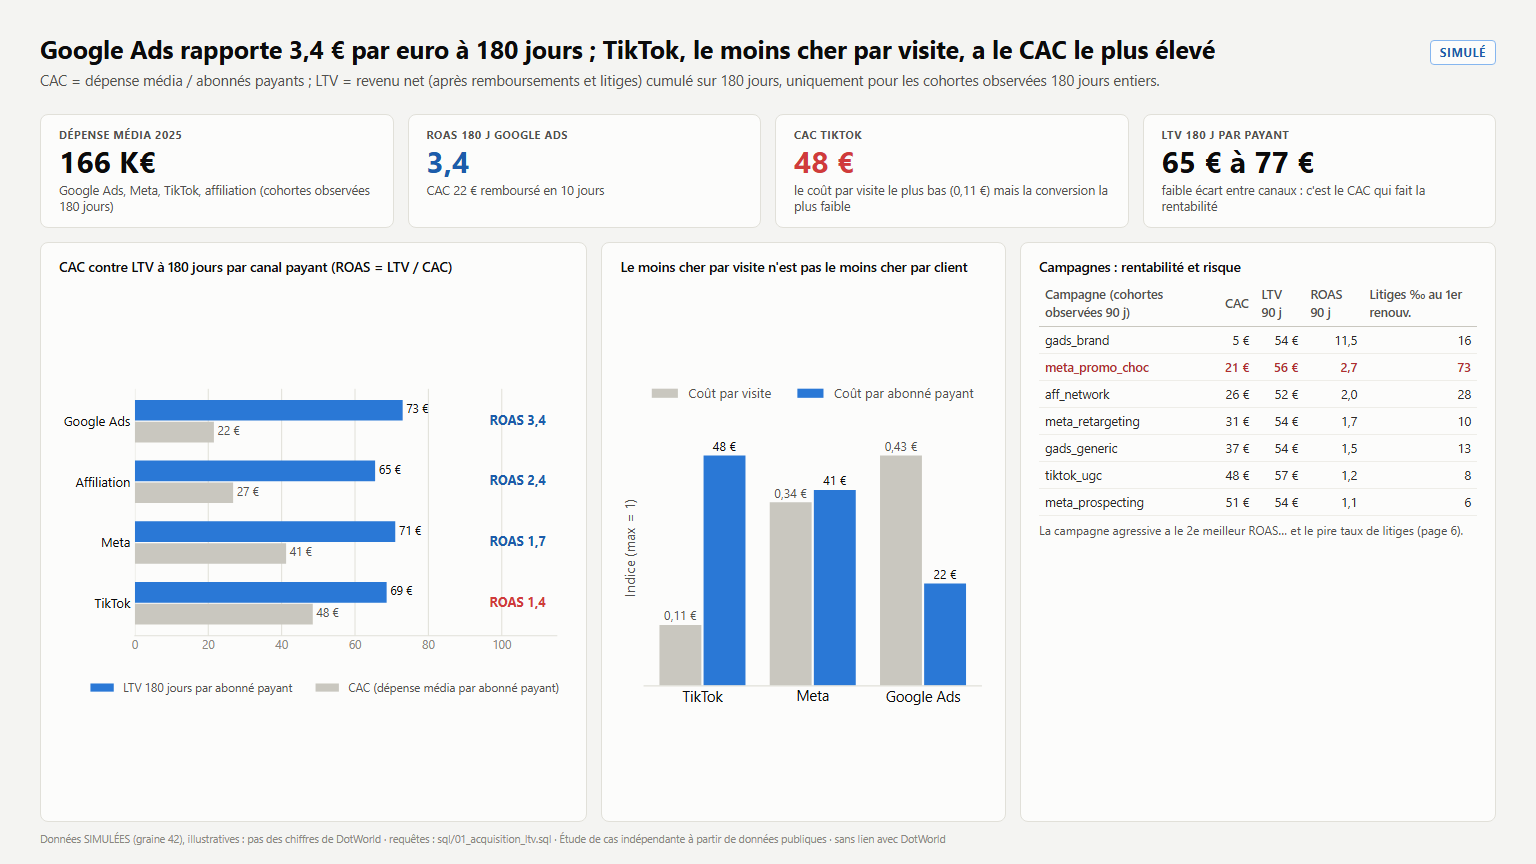 Google Ads rapporte 3,4 € par euro à 180 jours ; TikTok, le moins cher par visite, a le CAC le plus élevé
SIMULÉ
CAC = dépense média / abonnés payants ; LTV = revenu net (après remboursements et litiges) cumulé sur 180 jours, uniquement pour les cohortes observées 180 jours entiers.
DÉPENSE MÉDIA 2025
166 K€
Google Ads, Meta, TikTok, affiliation (cohortes observées
180 jours)
ROAS 180 J GOOGLE ADS
3,4
CAC 22 € remboursé en 10 jours
CAC TIKTOK
48 €
le coût par visite le plus bas (0,11 €) mais la conversion la
plus faible
LTV 180 J PAR PAYANT
65 € à 77 €
faible écart entre canaux : c'est le CAC qui fait la
rentabilité
CAC contre LTV à 180 jours par canal payant (ROAS = LTV / CAC)
Google Ads 73 € 22 € ROAS 3,4
Affiliation 65 € 27 € ROAS 2,4
Meta 71 € 41 € ROAS 1,7
TikTok 69 € 48 € ROAS 1,4
0 20 40 60 80 100
LTV 180 jours par abonné payant CAC (dépense média par abonné payant)
Le moins cher par visite n'est pas le moins cher par client
Coût par visite Coût par abonné payant
Indice (max = 1)
0,11 € 48 € 0,34 € 41 € 0,43 € 22 €
TikTok Meta Google Ads
Campagnes : rentabilité et risque
Campagne (cohortes observées 90 j) CAC LTV 90 j ROAS 90 j Litiges ‰ au 1er renouv.
gads_brand 5 € 54 € 11,5 16
meta_promo_choc 21 € 56 € 2,7 73
aff_network 26 € 52 € 2,0 28
meta_retargeting 31 € 54 € 1,7 10
gads_generic 37 € 54 € 1,5 13
tiktok_ugc 48 € 57 € 1,2 8
meta_prospecting 51 € 54 € 1,1 6
La campagne agressive a le 2e meilleur ROAS... et le pire taux de litiges (page 6).
Données SIMULÉES (graine 42), illustratives : pas des chiffres de DotWorld · requêtes : sql/01_acquisition_ltv.sql · Étude de cas indépendante à partir de données publiques · sans lien avec DotWorld